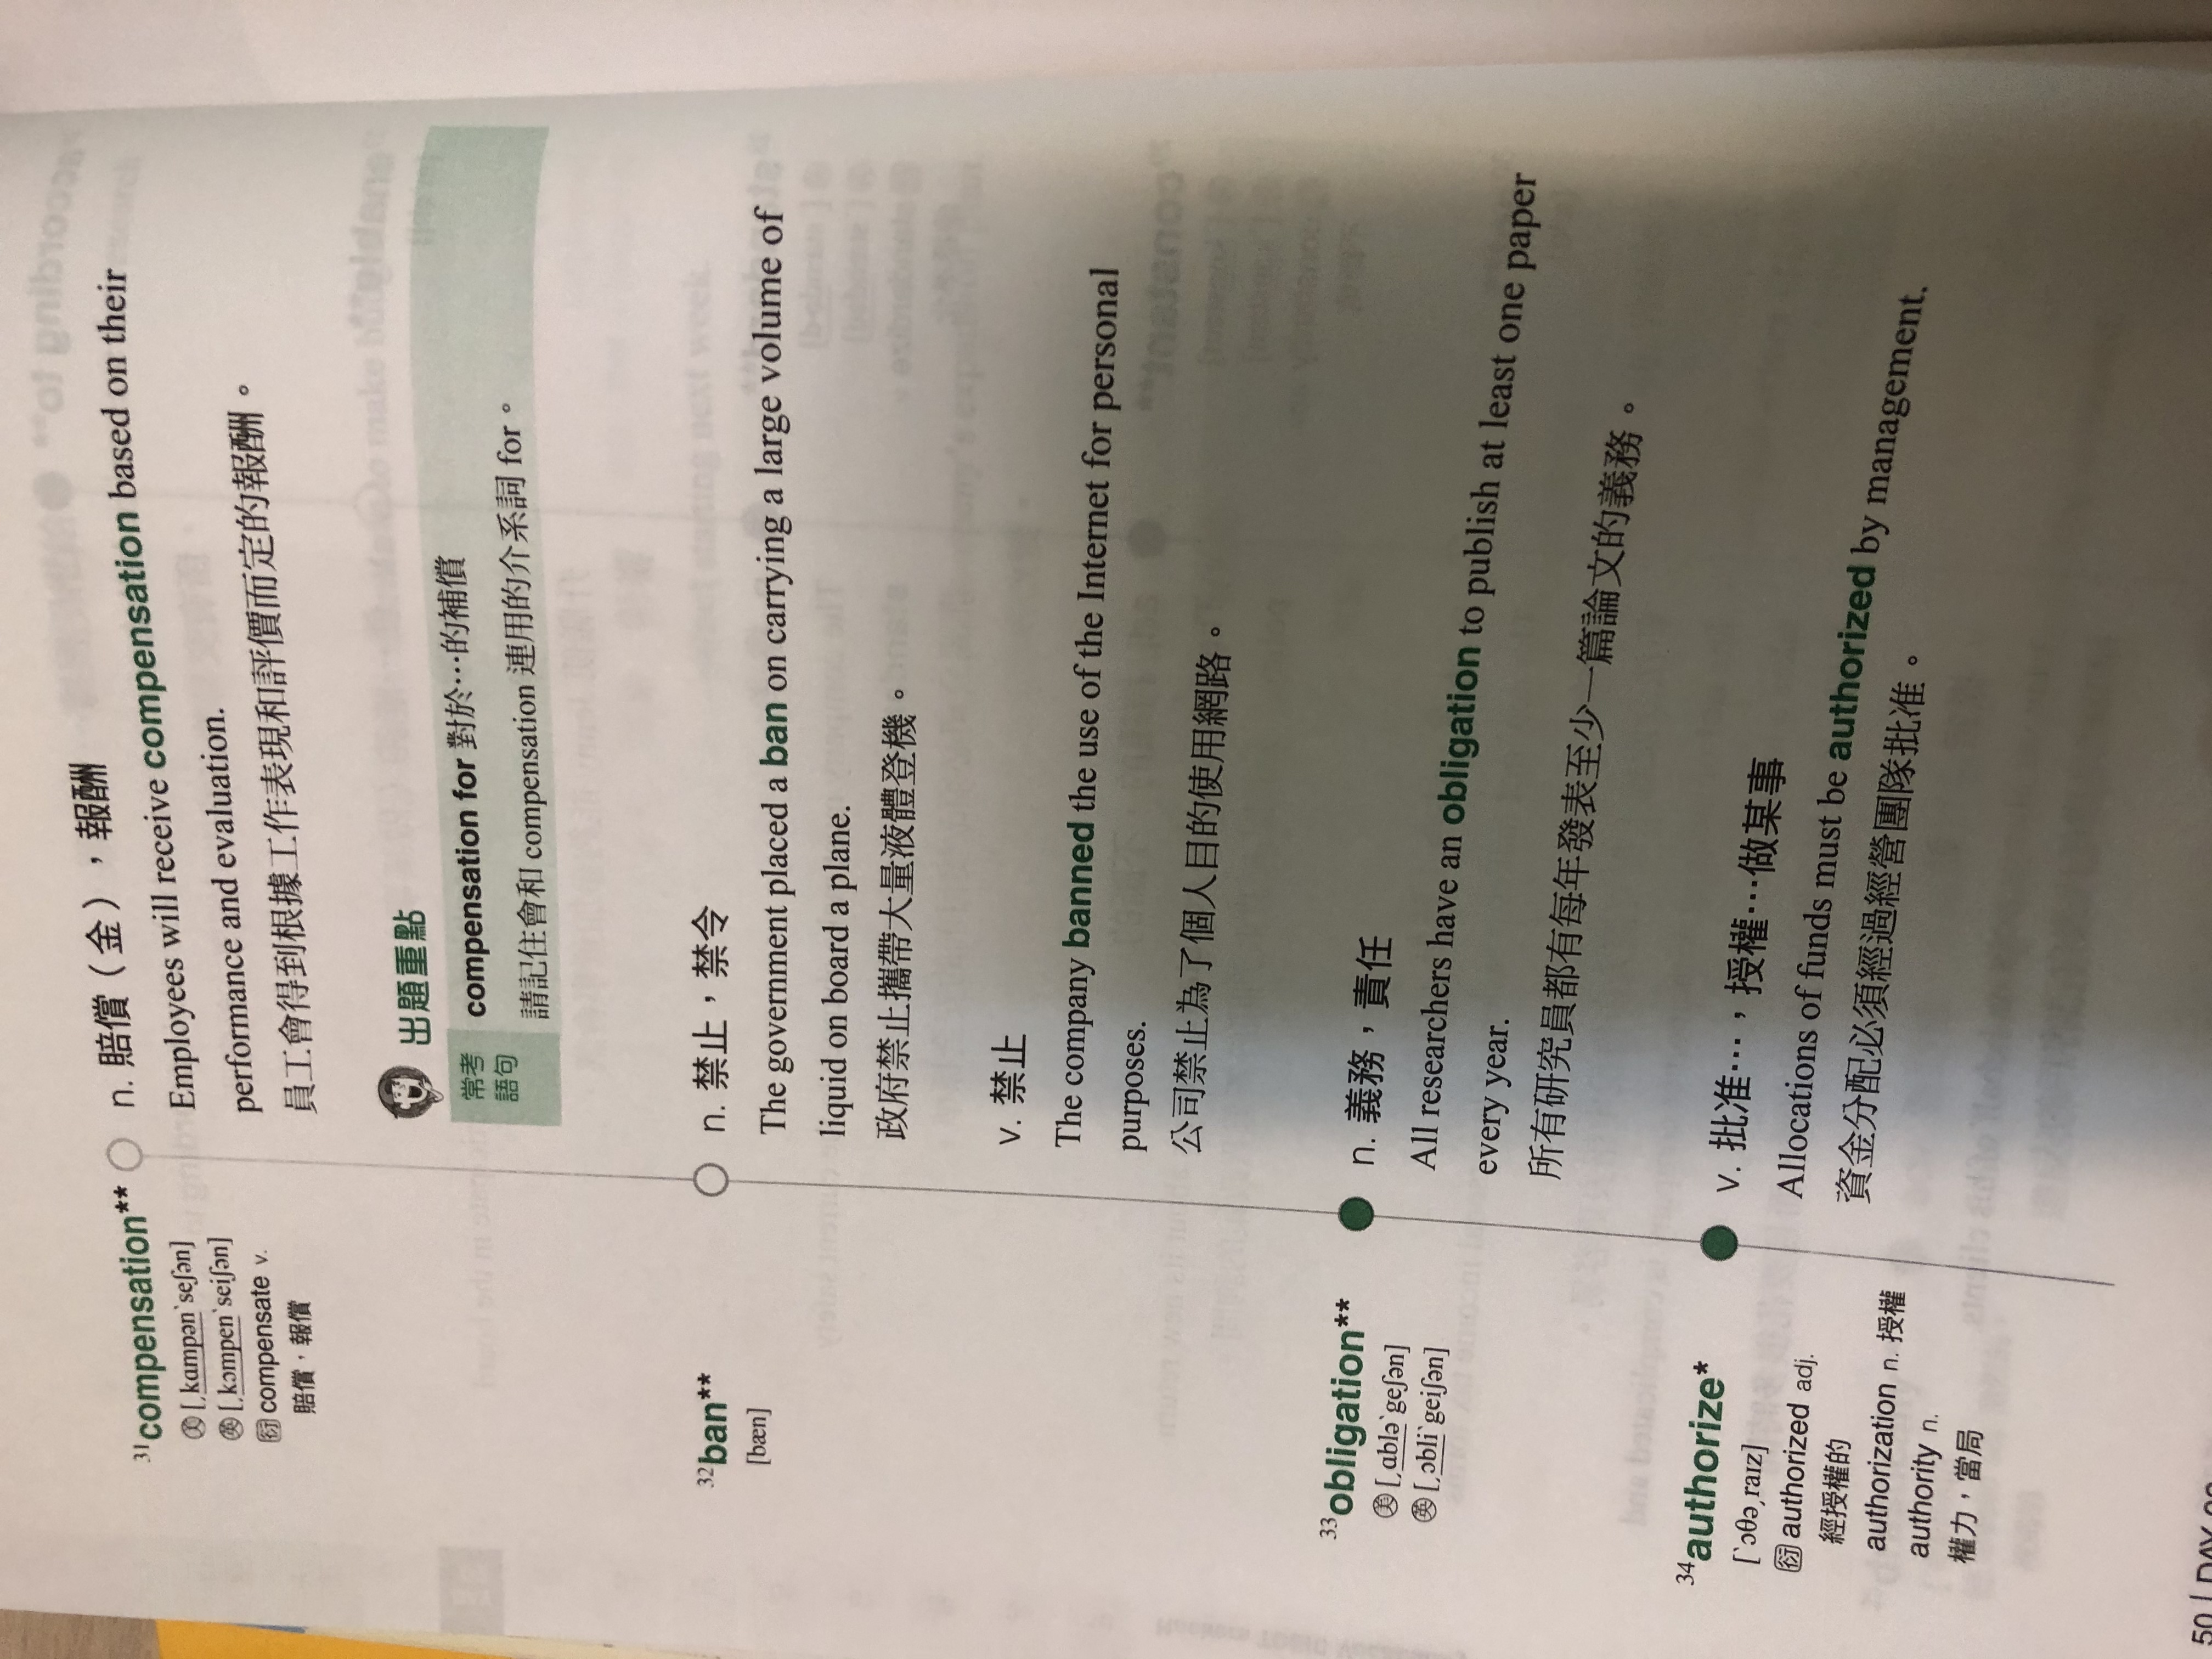 31compensation**
美 [͵kɑmpənˋseʃən]
英 [͵kɔmpenˋseiʃən]
衍 compensate v.
賠償，報償
n. 賠償（金），報酬
Employees will receive compensation based on their
performance and evaluation.
員工會得到根據工作表現和評價而定的報酬。
出題重點
常考
語句
compensation for 對於…的補償
請記住會和 compensation 連用的介系詞 for。
32ban**
[bæn]
n. 禁止，禁令
The government placed a ban on carrying a large volume of
liquid on board a plane.
政府禁止攜帶大量液體登機。
v. 禁止
The company banned the use of the Internet for personal
purposes.
公司禁止為了個人目的使用網路。
33obligation**
美 [͵ɑbləˋgeʃən]
英 [͵ɔbliˋgeiʃən]
n. 義務，責任
All researchers have an obligation to publish at least one paper
every year.
所有研究員都有每年發表至少一篇論文的義務。
34authorize*
[ˋɔθə͵raɪz]
衍 authorized adj.
經授權的
authorization n. 授權
authority n.
權力，當局
v. 批准…，授權…做某事
Allocations of funds must be authorized by management.
資金分配必須經過經營團隊批准。
50 | DAY